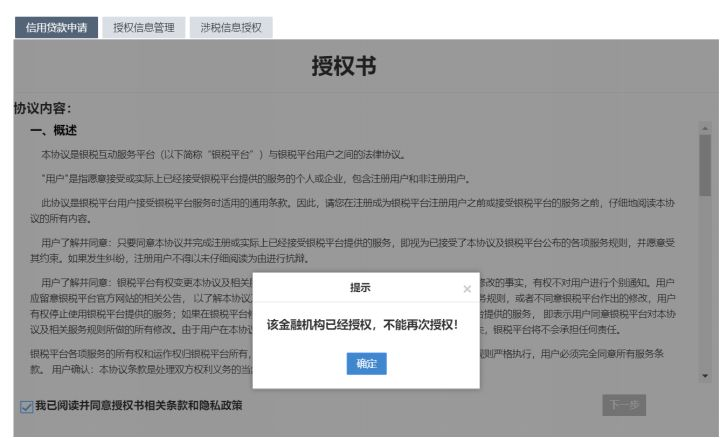 信用贷款申请 授权信息管理 涉税信息授权
授权书
协议内容：
一、概述
本协议是银税互动服务平台（以下简称“银税平台”）与银税平台用户之间的法律协议。
“用户”是指愿意接受或实际上已经接受银税平台提供的服务的个人或企业，包含注册用户和非注册用户。
此协议是银税平台用户接受银税平台服务时适用的通用条款。因此，请您在注册成为银税平台注册用户之前或接受银税平台的服务之前，仔细地阅读本协
议的所有内容。
用户了解并同意：只要同意本协议并完成注册或实际上已经接受银税平台提供的服务，即视为已接受了本协议及银税平台公布的各项服务规则，并愿意受
其约束。如果发生纠纷，注册用户不得以未仔细阅读为由进行抗辩。
用户了解并同意：银税平台有权变更本协议及相关 修改的事实，有权不对用户进行个别通知。用户
应留意银税平台官方网站的相关公告，以了解本协议 务规则，或者不同意银税平台作出的修改，用户
有权停止使用银税平台提供的服务；如果在银税平台 提供的服务，即表示用户同意银税平台对本协
议及相关服务规则所做的所有修改。由于用户在本协 ，银税平台将不会承担任何责任。
银税平台各项服务的所有权和运作权归银税平台所有， 规则严格执行，用户必须完全同意所有服务条
款。用户确认：本协议条款是处理双方权利义务的当
提示 ×
该金融机构已经授权，不能再次授权！
确定
我已阅读并同意授权书相关条款和隐私政策 下一步